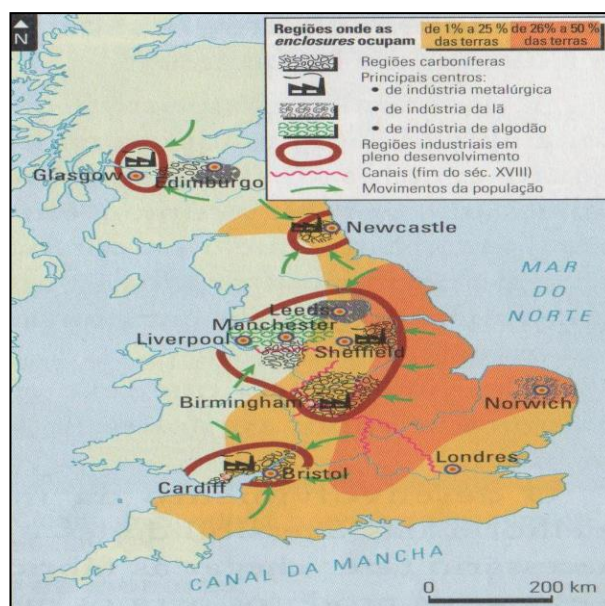 N
Regiões onde as
enclosures ocupam
de 1% a 25 %
das terras
de 26% a 50 %
das terras
Regiões carboníferas
Principais centros:
• de indústria metalúrgica
• de indústria da lã
• de indústria de algodão
Regiões industriais em
pleno desenvolvimento
Canais (fim do séc. XVIII)
Movimentos da população
Glasgow
Edimburgo
Newcastle
MAR
DO
NORTE
Leeds
Manchester
Liverpool
Sheffield
Birmingham
Norwich
Londres
Cardiff
Bristol
CANAL DA MANCHA
0
200 km